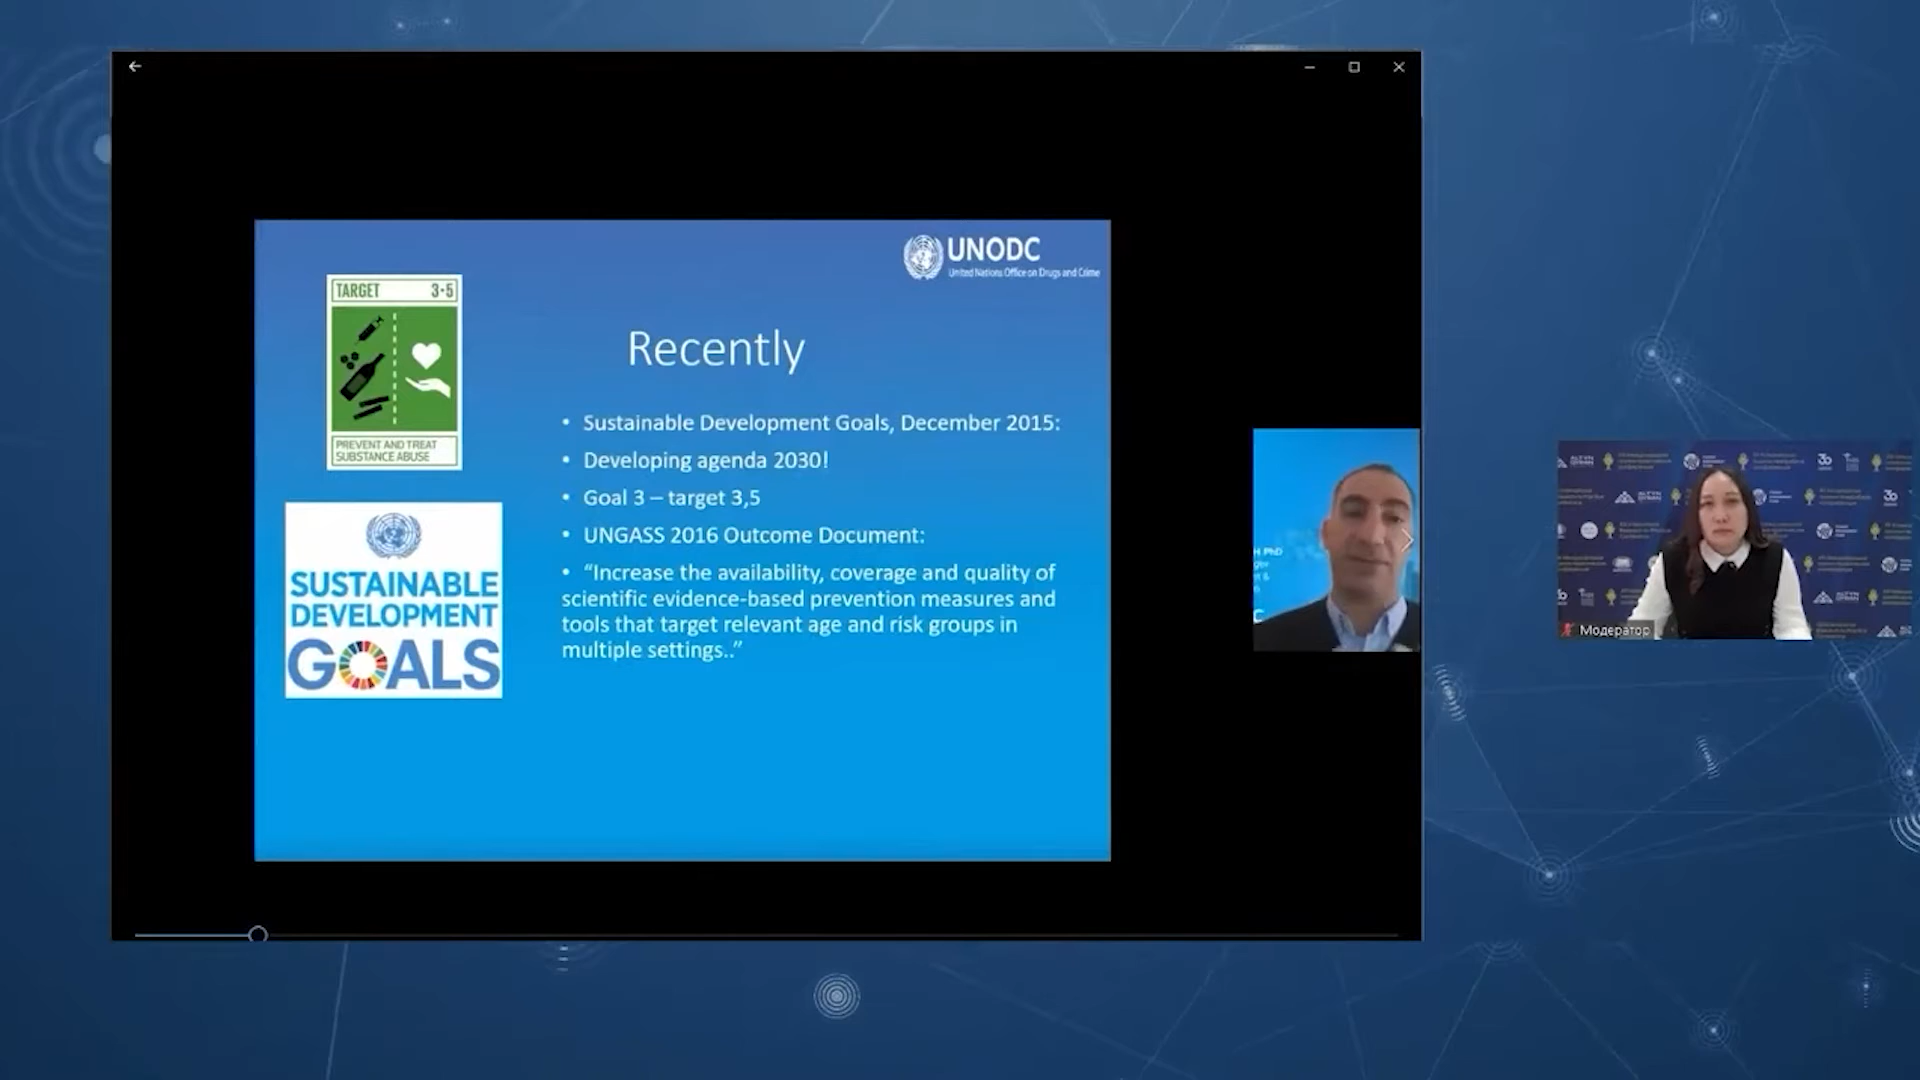 UNODC
United Nations Office on Drugs and Crime
TARGET 3·5
PREVENT AND TREAT
SUBSTANCE ABUSE
SUSTAINABLE
DEVELOPMENT
GOALS
Recently
• Sustainable Development Goals, December 2015:
• Developing agenda 2030!
• Goal 3 – target 3,5
• UNGASS 2016 Outcome Document:
• “Increase the availability, coverage and quality of
scientific evidence-based prevention measures and
tools that target relevant age and risk groups in
multiple settings..”
PhD
Модератор